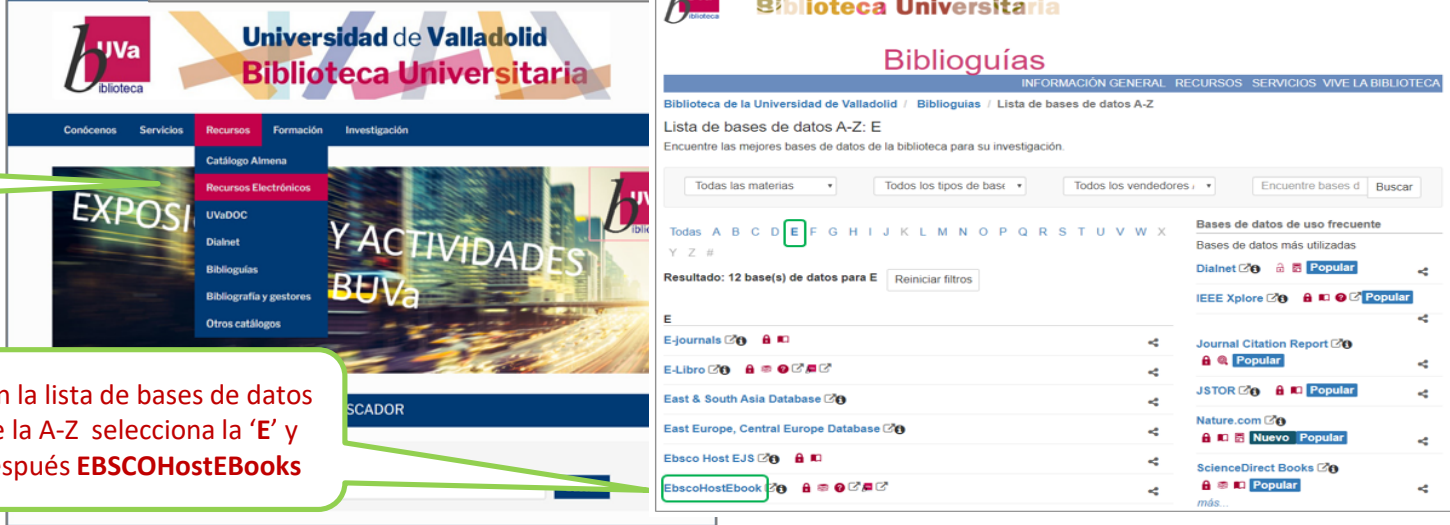 UVa
biblioteca
Universidad de Valladolid
Biblioteca Universitaria
Conócenos Servicios Recursos Formación Investigación
Catálogo Almena
Recursos Electrónicos
UVaDOC
Dialnet
Biblioguías
Bibliografía y gestores
Otros catálogos
EXPOSI Y ACTIVIDADES
BUVa
SCADOR
n la lista de bases de datos
e la A-Z selecciona la ‘E’ y
espués EBSCOHostEBooks
biblioteca
Biblioteca Universitaria
Biblioguías
INFORMACIÓN GENERAL RECURSOS SERVICIOS VIVE LA BIBLIOTECA
Biblioteca de la Universidad de Valladolid / Biblioguias / Lista de bases de datos A-Z
Lista de bases de datos A-Z: E
Encuentre las mejores bases de datos de la biblioteca para su investigación.
Todas las materias Todos los tipos de base Todos los vendedores Encuentre bases d Buscar
Todas A B C D E F G H I J K L M N O P Q R S T U V W X
Y Z #
Resultado: 12 base(s) de datos para E Reiniciar filtros
E
E-journals
E-Libro
East & South Asia Database
East Europe, Central Europe Database
Ebsco Host EJS
EbscoHostEbook
Bases de datos de uso frecuente
Bases de datos más utilizadas
Dialnet Popular
IEEE Xplore Popular
Journal Citation Report
Popular
JSTOR Popular
Nature.com
Nuevo Popular
ScienceDirect Books
Popular
más...